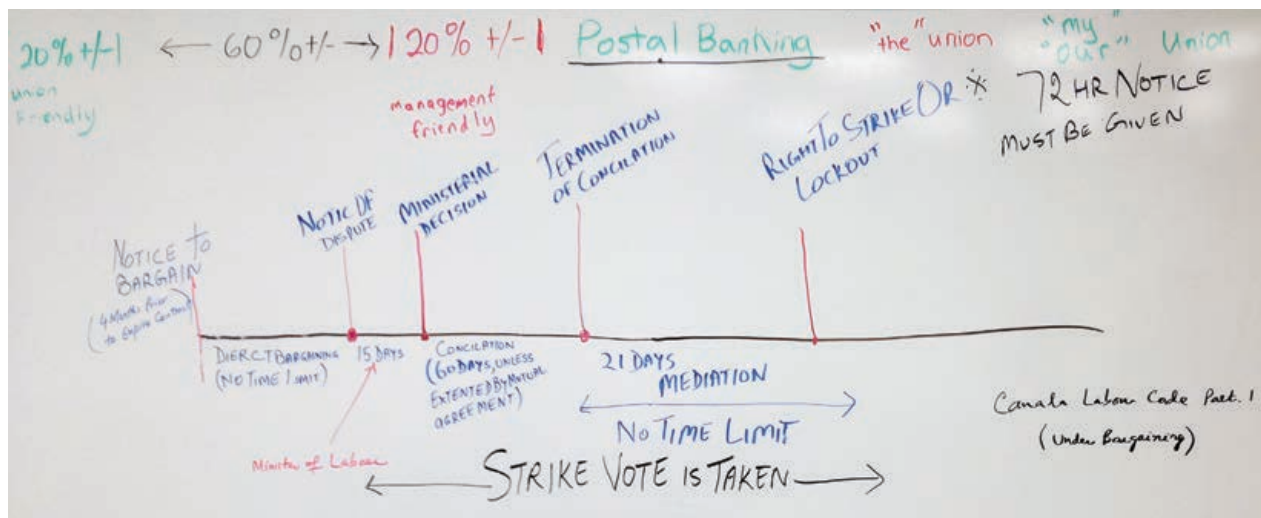 20% +/-1 ← 60% +/- → | 20% +/-1 Postal Banking "the" union "my" "our" Union
union
friendly
management
friendly
※ 72 HR NOTICE
MUST BE GIVEN
NOTICE TO
BARGAIN
(4 Months Prior
to Expire Contract)
NOTIC OF
DISPUTE
MINISTERIAL
DECISION
TERMINATION
OF CONCILATION
RIGHT TO STRIKE OR
LOCKOUT
DIERCT BARGAINING
(NO TIME LIMIT)
15 DAYS
CONCILATION
(60 DAYS, UNLESS
EXTENTED BY MUTUAL
AGREEMENT)
21 DAYS
MEDIATION
NO TIME LIMIT
Minister of Labour
STRIKE VOTE IS TAKEN
Canada Labour Code Part. 1
(Under Bargaining)